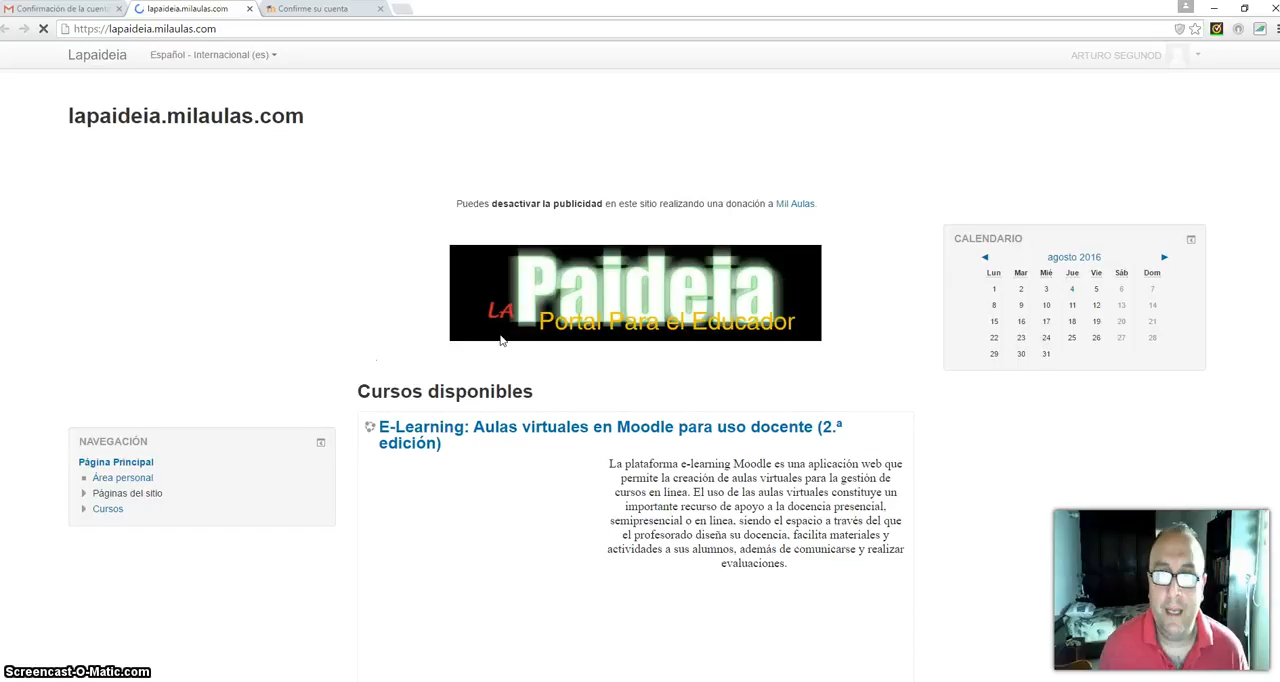 Confirmación de la cuent
lapaideia.milaulas.com
Confirme su cuenta
https://lapaideia.milaulas.com
Lapaideia
Español - Internacional (es)
ARTURO SEGUNOD
lapaideia.milaulas.com
Puedes desactivar la publicidad en este sitio realizando una donación a Mil Aulas.
LA Paideia
Portal Para el Educador
CALENDARIO
agosto 2016
Lun Mar Mié Jue Vie Sáb Dom
1 2 3 4 5 6 7
8 9 10 11 12 13 14
15 16 17 18 19 20 21
22 23 24 25 26 27 28
29 30 31
Cursos disponibles
E-Learning: Aulas virtuales en Moodle para uso docente (2.ª
edición)
La plataforma e-learning Moodle es una aplicación web que
permite la creación de aulas virtuales para la gestión de
cursos en línea. El uso de las aulas virtuales constituye un
importante recurso de apoyo a la docencia presencial,
semipresencial o en línea, siendo el espacio a través del que
el profesorado diseña su docencia, facilita materiales y
actividades a sus alumnos, además de comunicarse y realizar
evaluaciones.
NAVEGACIÓN
Página Principal
Área personal
Páginas del sitio
Cursos
Screencast-O-Matic.com